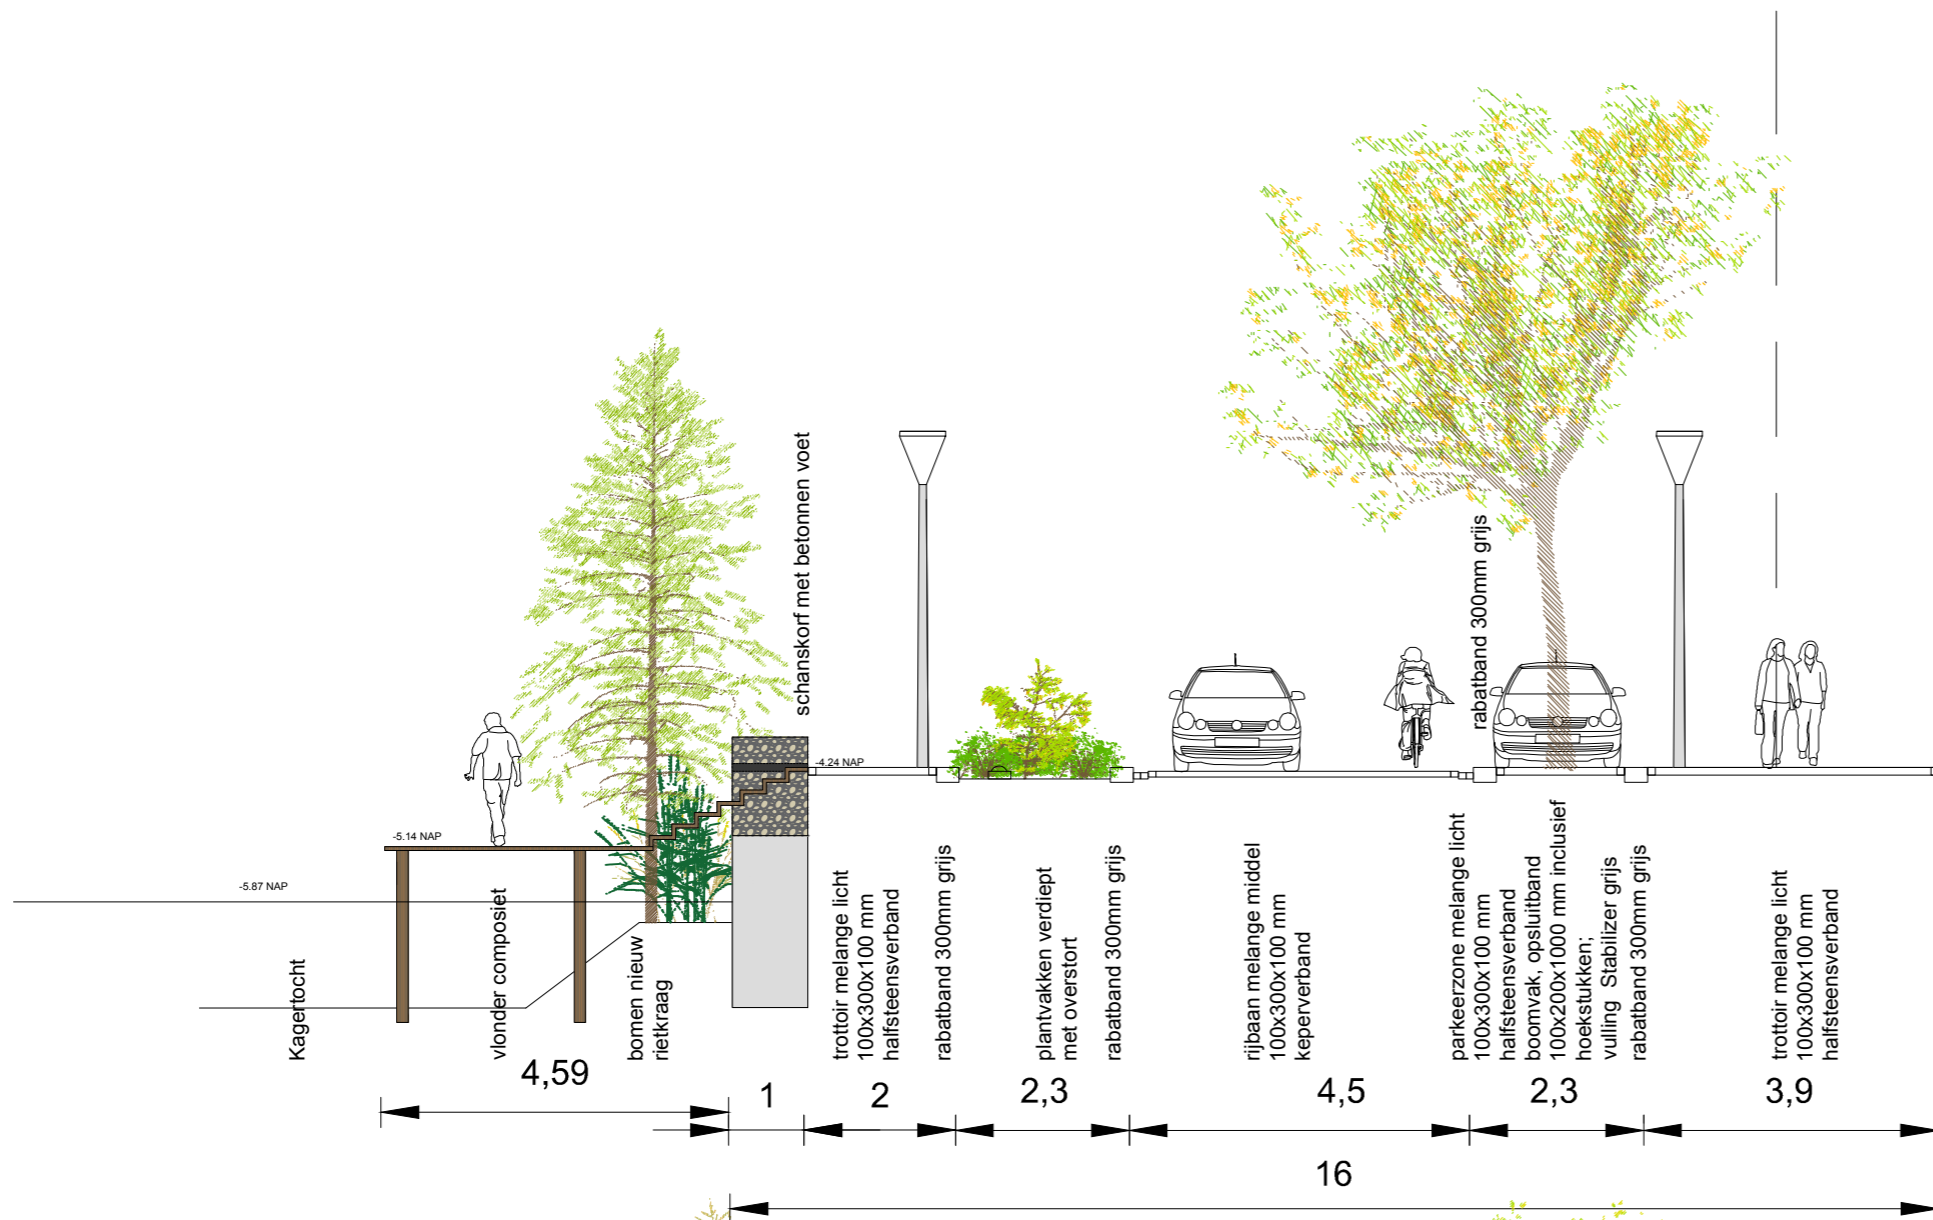 schanskorf met betonnen voet
rabatband 300mm grijs
-4.24 NAP
-5.14 NAP
-5.87 NAP
Kagertocht
vlonder composiet
bomen nieuw
rietkraag
trottoir melange licht
100x300x100 mm
halfsteensverband
rabatband 300mm grijs
plantvakken verdiept
met overstort
rabatband 300mm grijs
rijbaan melange middel
100x300x100 mm
keperverband
parkeerzone melange licht
100x300x100 mm
halfsteensverband
boomvak, opsluitband
100x200x1000 mm inclusief
hoekstukken;
vulling Stabilizer grijs
rabatband 300mm grijs
trottoir melange licht
100x300x100 mm
halfsteensverband
4,59
1
2
2,3
4,5
2,3
3,9
16